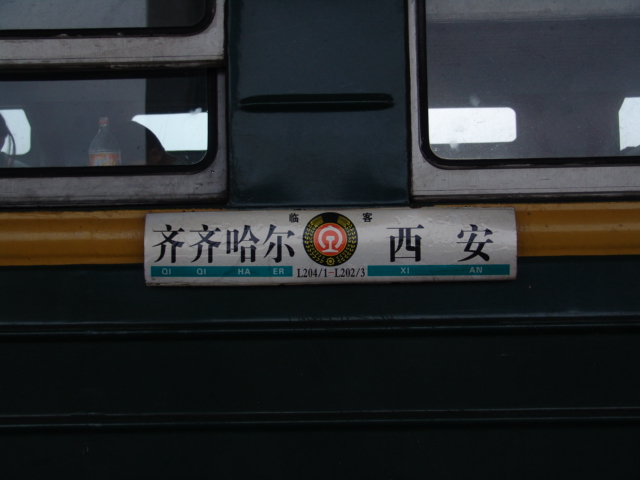 临 客
齐齐哈尔 西 安
QI QI HA ER L204/1-L202/3 XI AN